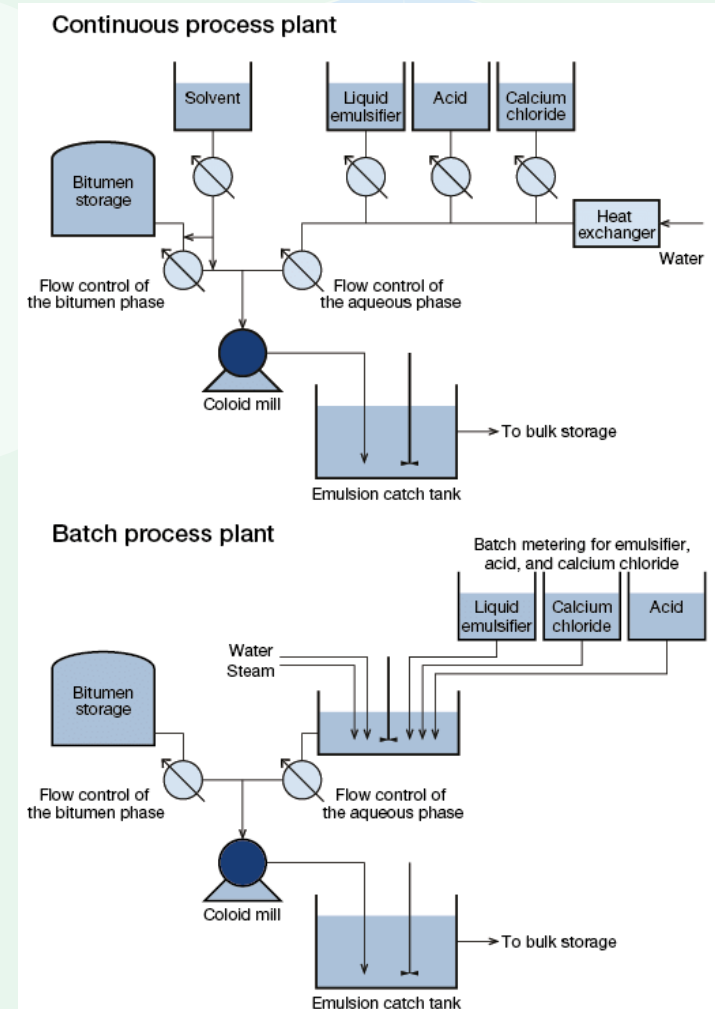 Continuous process plant
Solvent
Liquid
emulsifier
Acid
Calcium
chloride
Bitumen
storage
Heat
exchanger
Water
Flow control of
the bitumen phase
Flow control of
the aqueous phase
Coloid mill
To bulk storage
Emulsion catch tank
Batch process plant
Batch metering for emulsifier,
acid, and calcium chloride
Liquid
emulsifier
Calcium
chloride
Acid
Water
Steam
Bitumen
storage
Flow control of
the bitumen phase
Flow control of
the aqueous phase
Coloid mill
To bulk storage
Emulsion catch tank